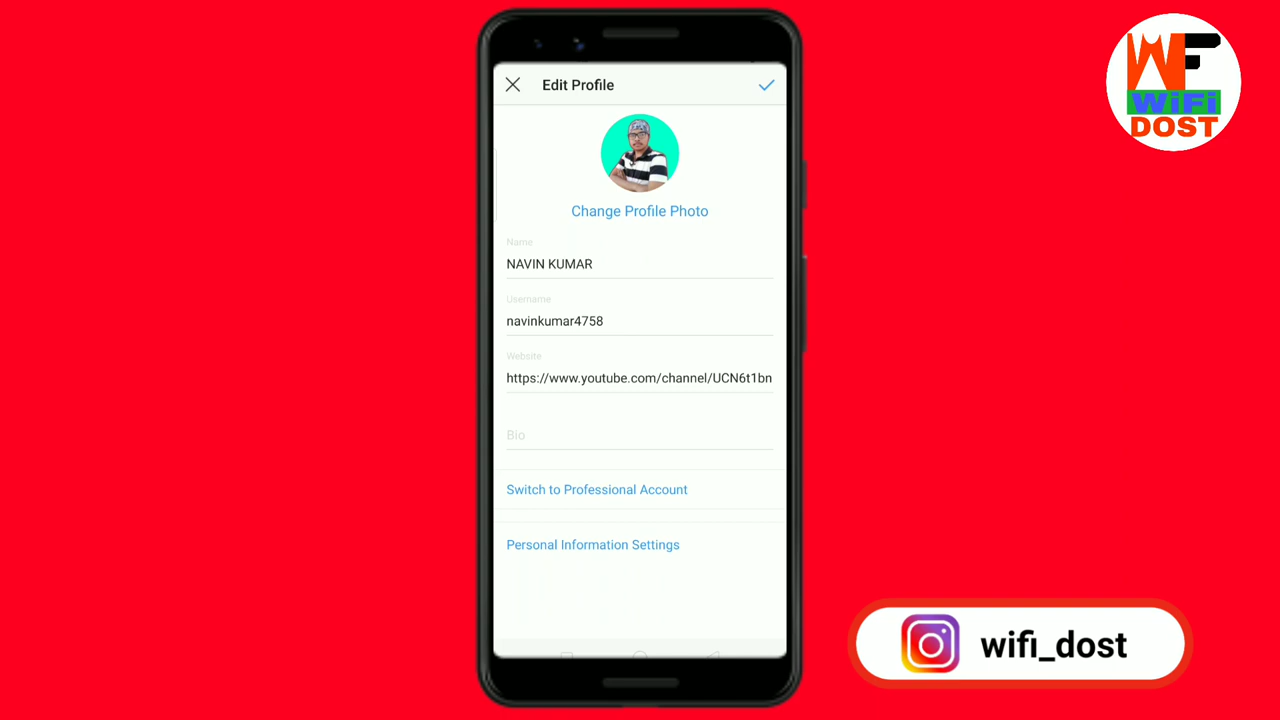 Edit Profile
Change Profile Photo
Name
NAVIN KUMAR
Username
navinkumar4758
Website
https://www.youtube.com/channel/UCN6t1bn
Bio
Switch to Professional Account
Personal Information Settings
WF
WiFi
DOST
wifi_dost